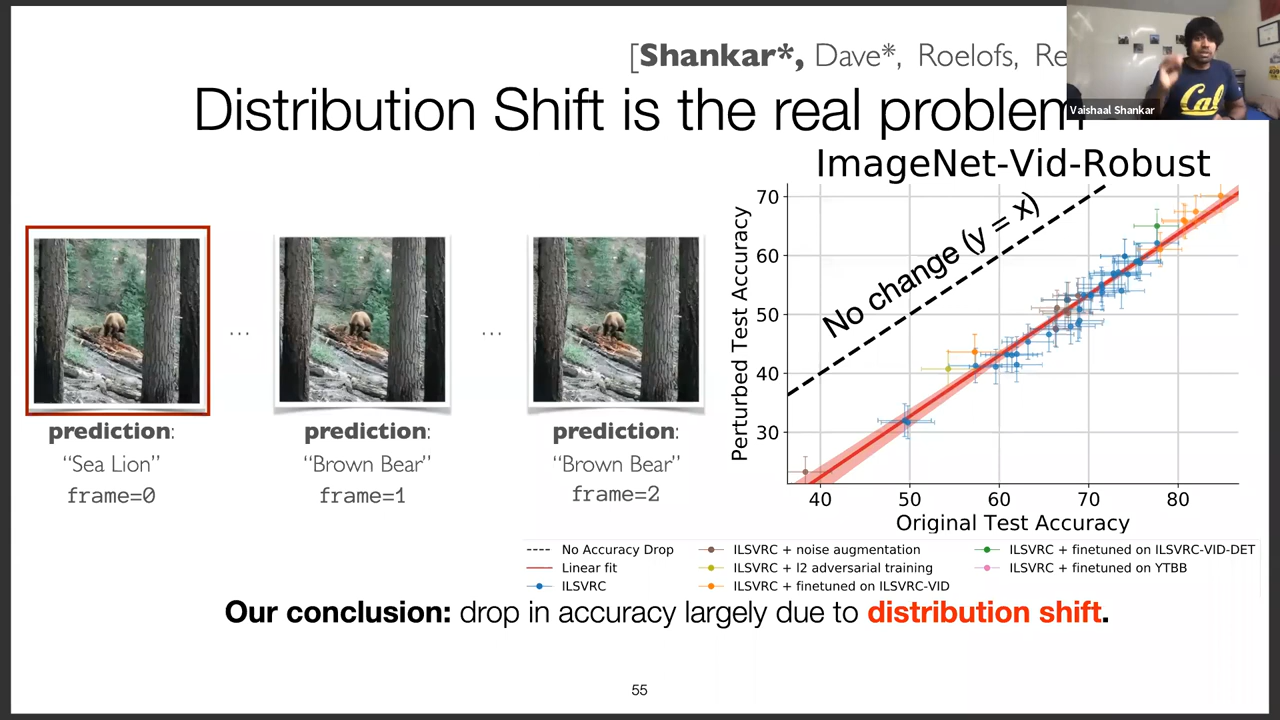 [Shankar*, Dave*, Roelofs,
Vaishaal Shankar
Distribution Shift is the real problem
ImageNet-Vid-Robust
70
60
50
40
30
Perturbed Test Accuracy
No change (y = x)
40 50 60 70 80
Original Test Accuracy
... ...
prediction: prediction: prediction:
“Sea Lion” “Brown Bear” “Brown Bear”
frame=0 frame=1 frame=2
No Accuracy Drop ILSVRC + noise augmentation ILSVRC + finetuned on ILSVRC-VID-DET
Linear fit ILSVRC + l2 adversarial training ILSVRC + finetuned on YTBB
ILSVRC ILSVRC + finetuned on ILSVRC-VID
Our conclusion: drop in accuracy largely due to distribution shift.
55
Cal